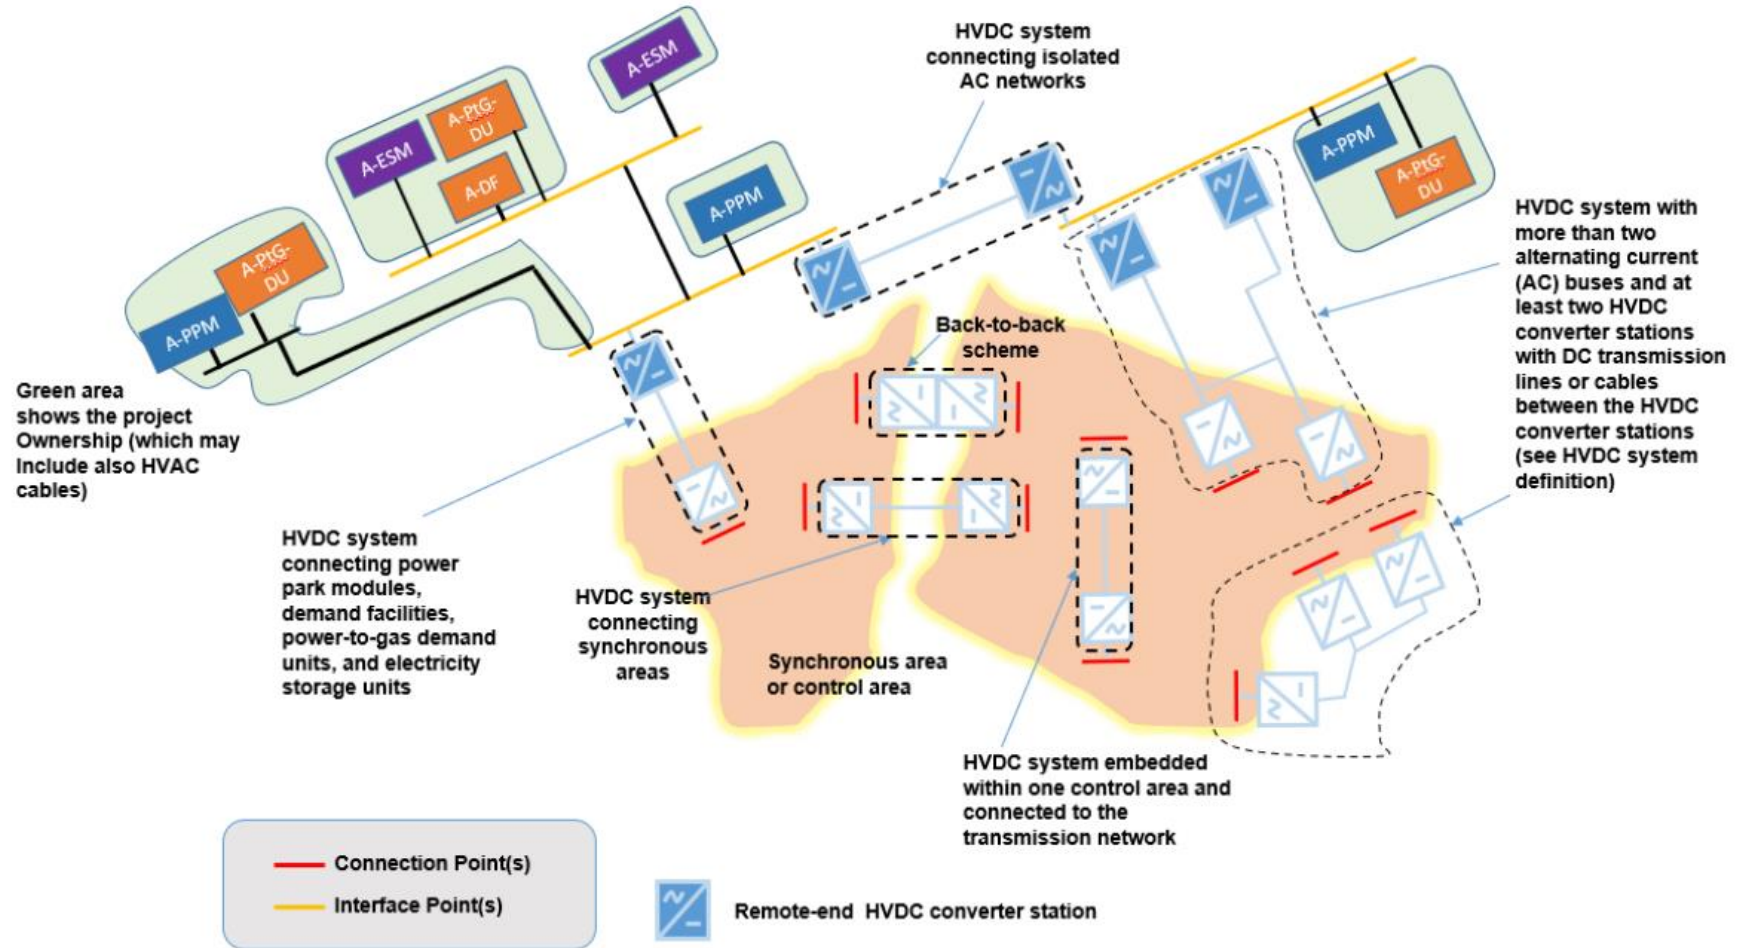 A-ESM
HVDC system
connecting isolated
AC networks
A-PtG-
DU
A-ESM
A-DF
A-PPM
A-PPM
A-PtG-
DU
A-PtG-
DU
A-PPM
HVDC system with
more than two
alternating current
(AC) buses and at
least two HVDC
converter stations
with DC transmission
lines or cables
between the HVDC
converter stations
(see HVDC system
definition)
Back-to-back
scheme
Green area
shows the project
Ownership (which may
Include also HVAC
cables)
HVDC system
connecting power
park modules,
demand facilities,
power-to-gas demand
units, and electricity
storage units
HVDC system
connecting
synchronous
areas
Synchronous area
or control area
HVDC system embedded
within one control area and
connected to the
transmission network
Connection Point(s)
Interface Point(s)
Remote-end HVDC converter station